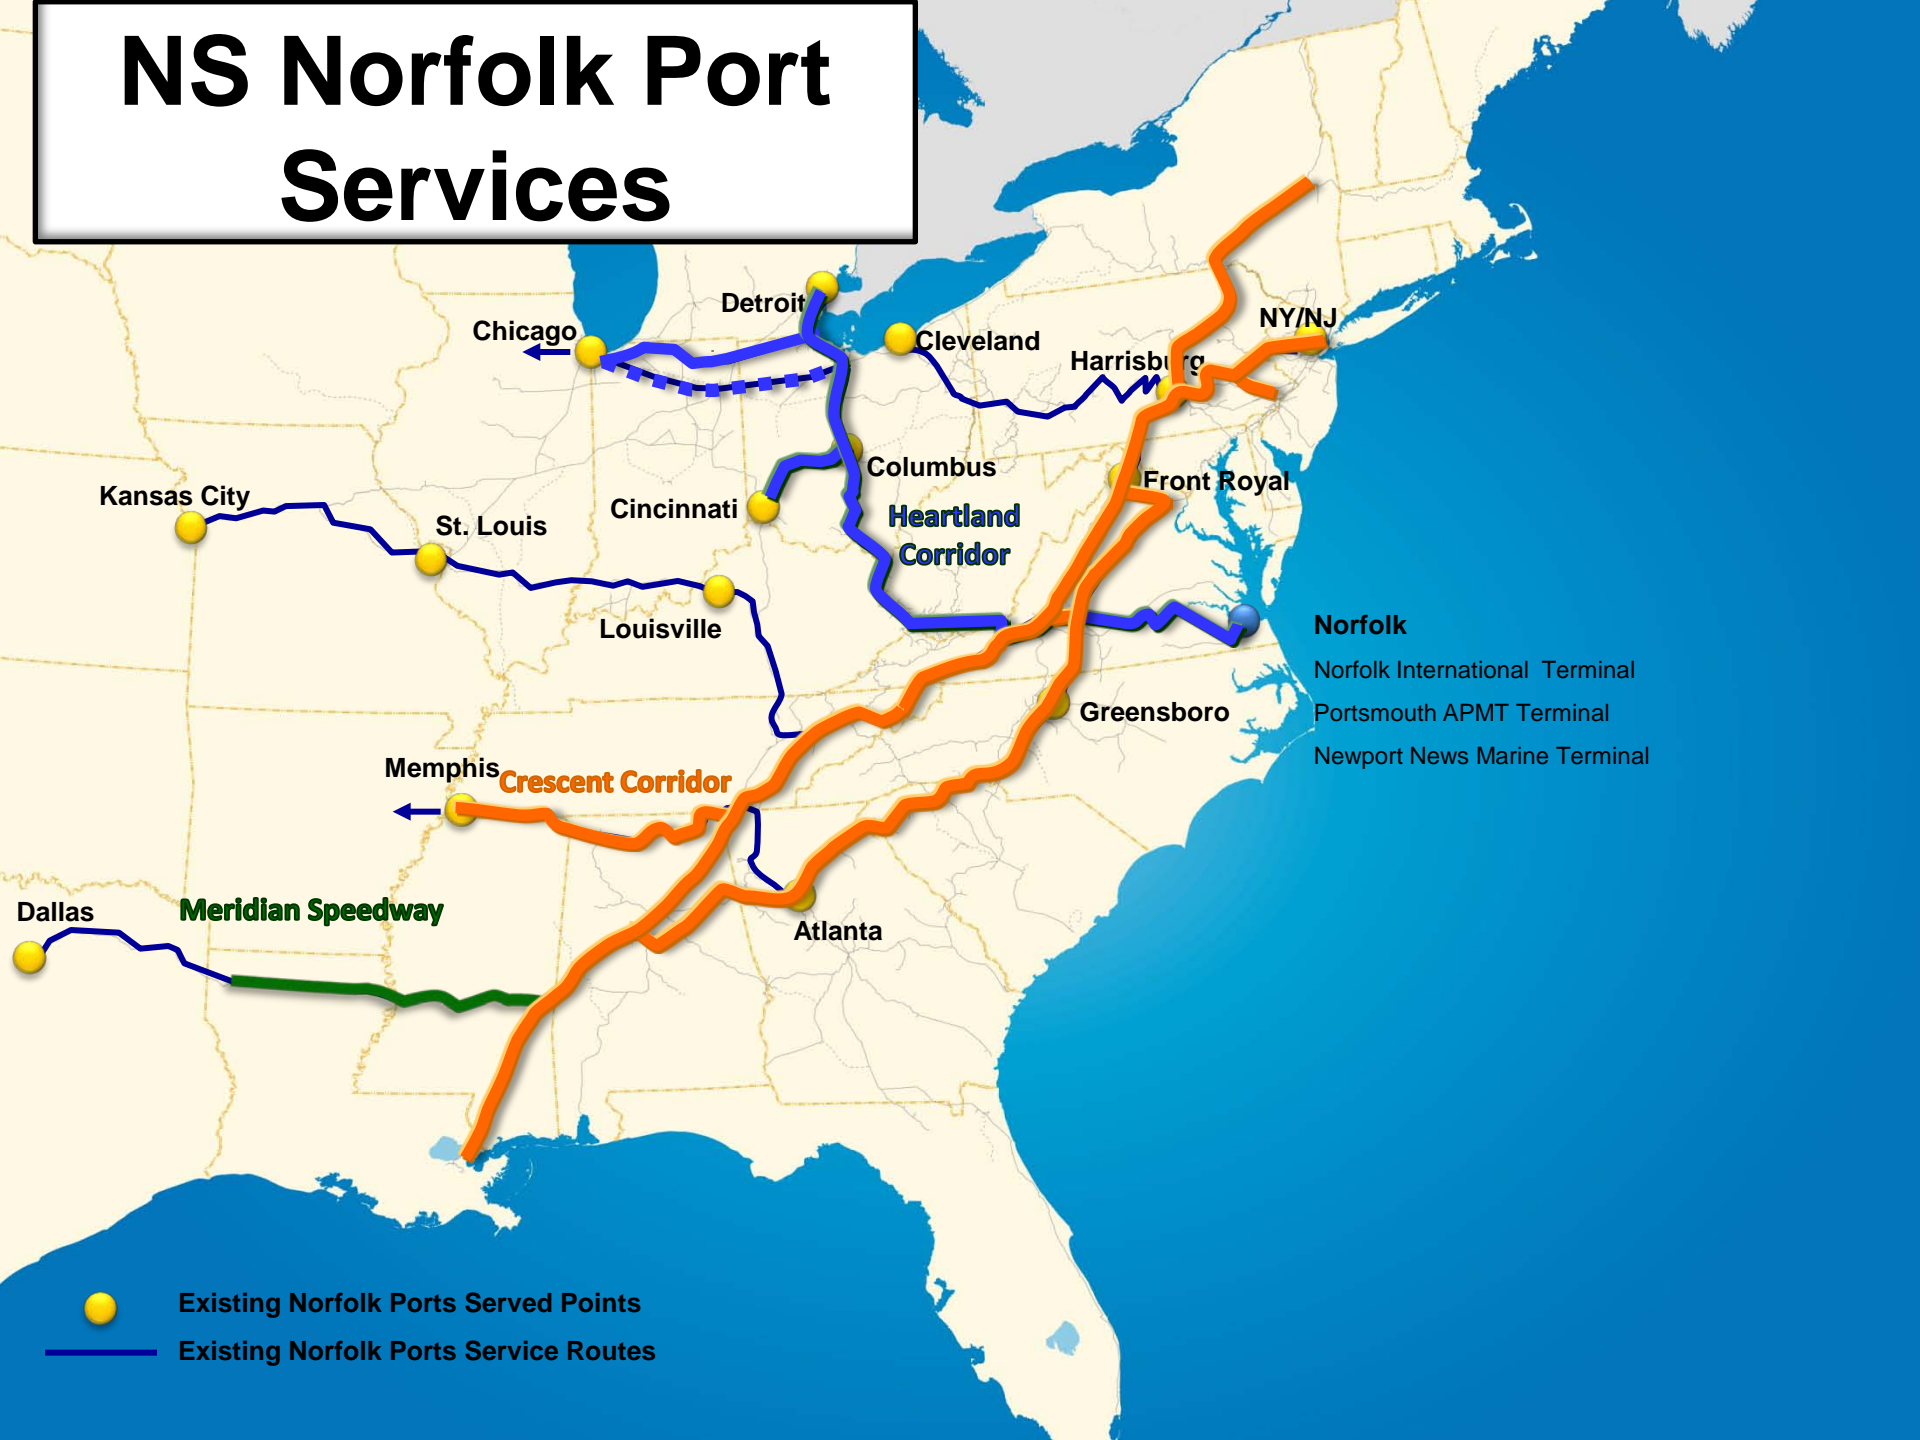 NS Norfolk Port
Services
Detroit
NY/NJ
Chicago
Cleveland
Harrisburg
Columbus
Front Royal
Kansas City
Cincinnati
St. Louis
Heartland
Corridor
Louisville
Norfolk
Norfolk International  Terminal
Greensboro
Portsmouth APMT Terminal
Newport News Marine Terminal
Memphis
Crescent Corridor
Dallas
Meridian Speedway
Atlanta
Existing Norfolk Ports Served Points
Existing Norfolk Ports Service Routes